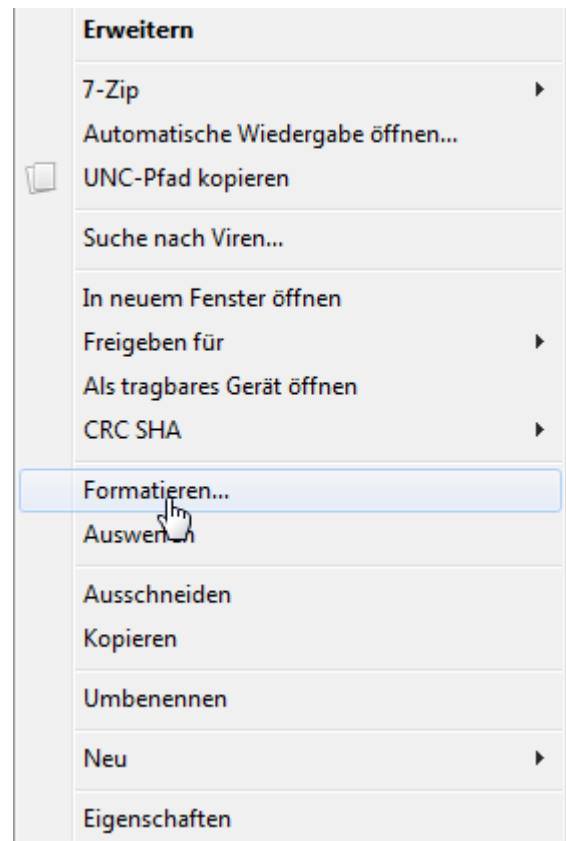 Erweitern
7-Zip
Automatische Wiedergabe öffnen...
UNC-Pfad kopieren
Suche nach Viren...
In neuem Fenster öffnen
Freigeben für
Als tragbares Gerät öffnen
CRC SHA
Formatieren...
Auswerfen
Ausschneiden
Kopieren
Umbenennen
Neu
Eigenschaften